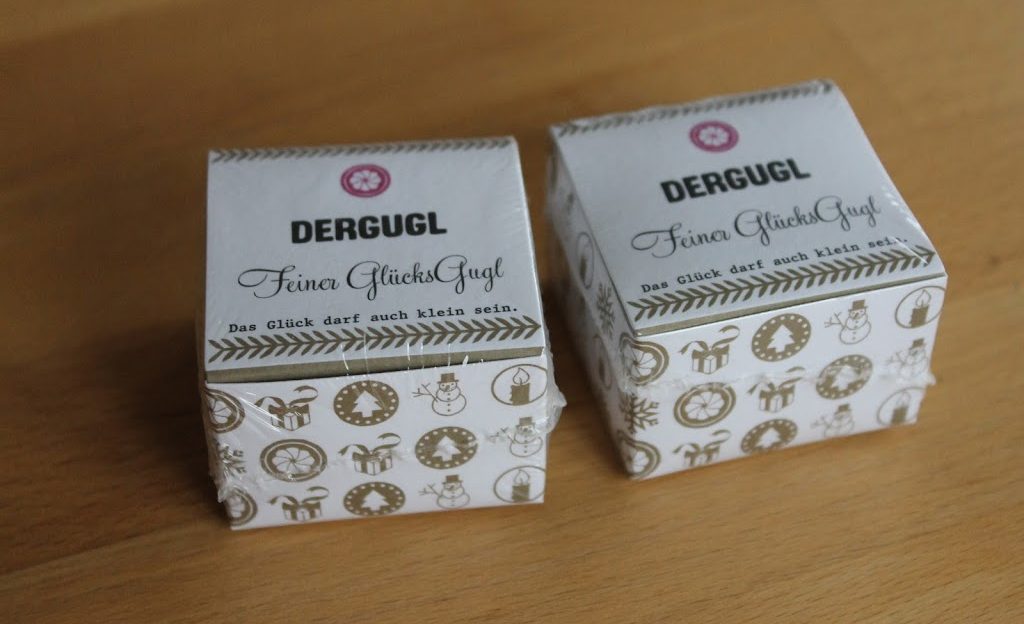 DERGUGL
Feiner GlücksGugl
Das Glück darf auch klein sein.
DERGUGL
Feiner GlücksGugl
Das Glück darf auch klein sein.